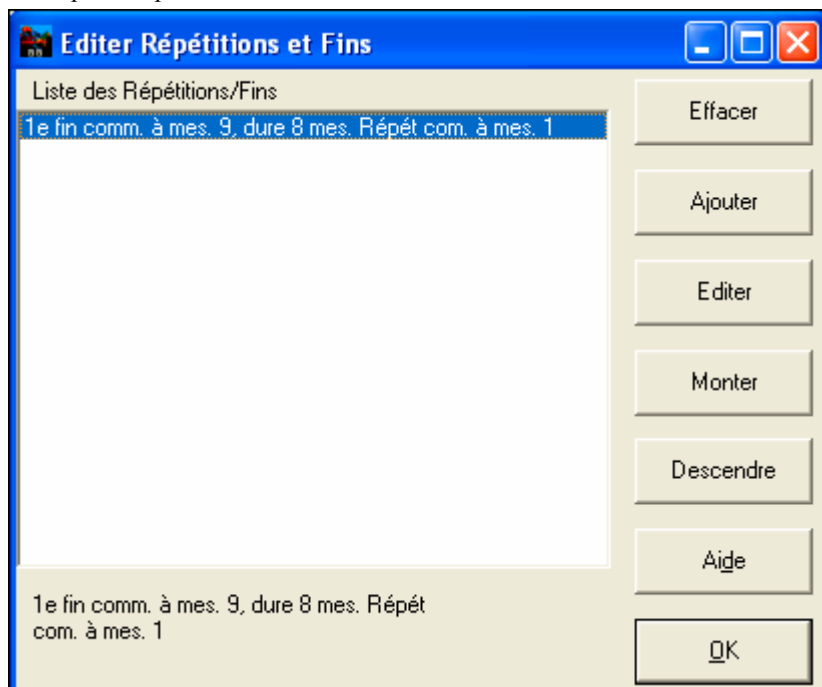 Editer Répétitions et Fins
Liste des Répétitions/Fins
1e fin comm. à mes. 9, dure 8 mes. Répét com. à mes. 1
Effacer
Ajouter
Editer
Monter
Descendre
Aide
1e fin comm. à mes. 9, dure 8 mes. Répét
com. à mes. 1
OK